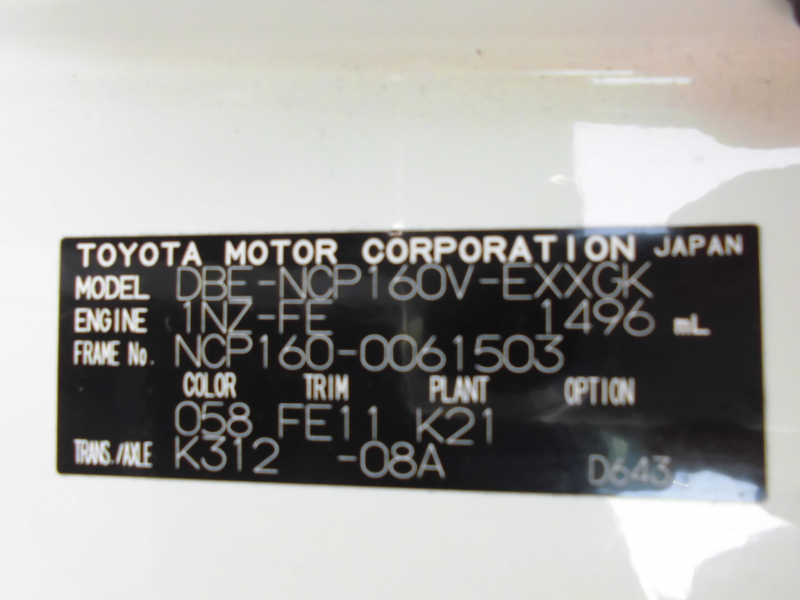 TOYOTA MOTOR CORPORATION JAPAN
MODEL DBE-NCP160V-EXXGK
ENGINE 1NZ-FE 1496 mL
FRAME No. NCP160-0061503
COLOR TRIM PLANT OPTION
058 FE11 K21
TRANS./AXLE K312 -08A D643